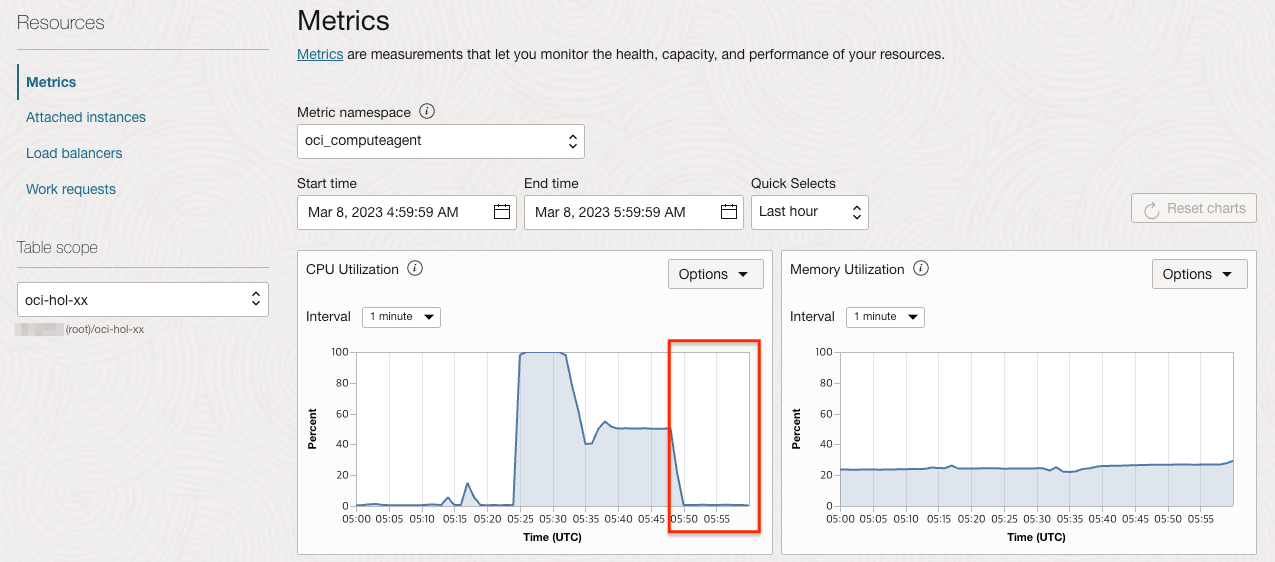 Resources
Metrics
Attached instances
Load balancers
Work requests
Table scope
oci-hol-xx
(root)/oci-hol-xx
Metrics
Metrics are measurements that let you monitor the health, capacity, and performance of your resources.
Metric namespace i
oci_computeagent
Start time End time Quick Selects
Mar 8, 2023 4:59:59 AM Mar 8, 2023 5:59:59 AM Last hour Reset charts
CPU Utilization i Options
Interval 1 minute
100
80
60
40
20
0
Percent
05:00 05:05 05:10 05:15 05:20 05:25 05:30 05:35 05:40 05:45 05:50 05:55
Time (UTC)
Memory Utilization i Options
Interval 1 minute
100
80
60
40
20
0
Percent
05:00 05:05 05:10 05:15 05:20 05:25 05:30 05:35 05:40 05:45 05:50 05:55
Time (UTC)